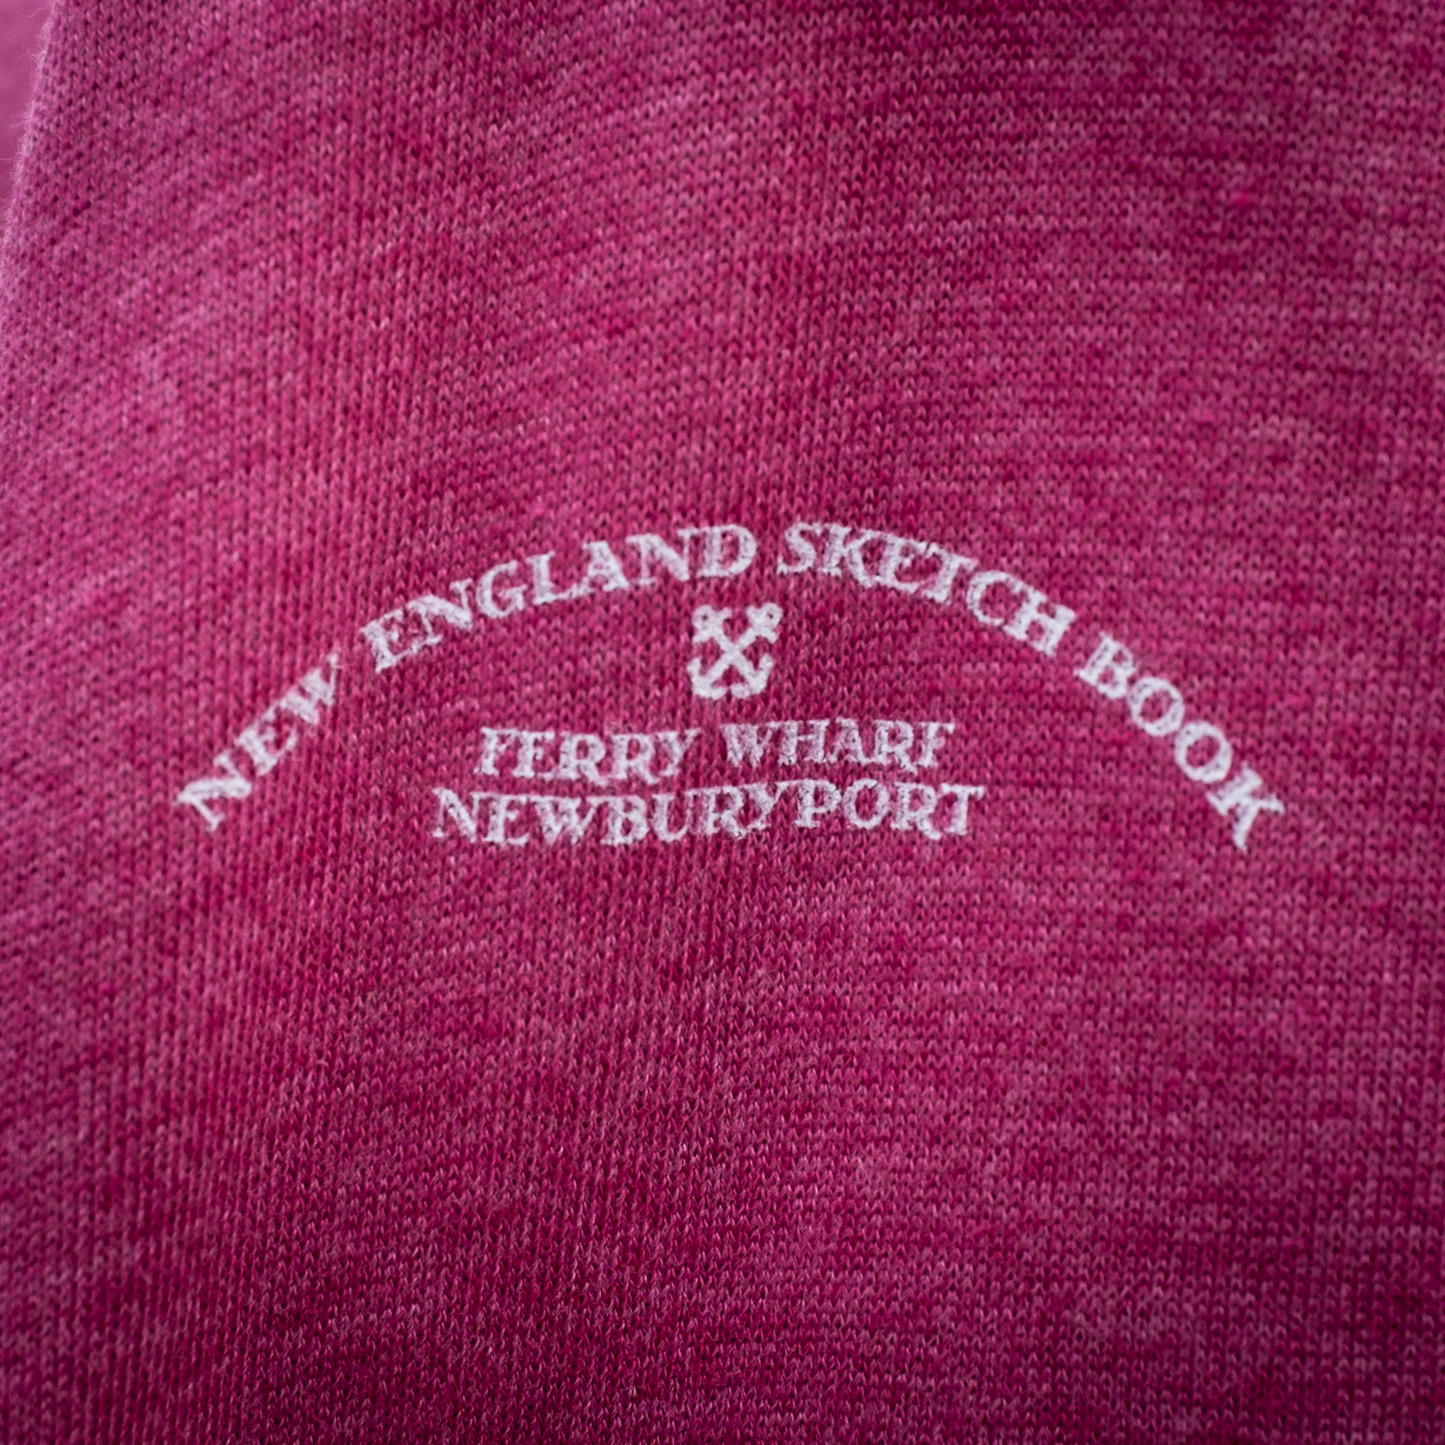 NEW ENGLAND SKETCH BOOK
FERRY WHARF
NEWBURYPORT